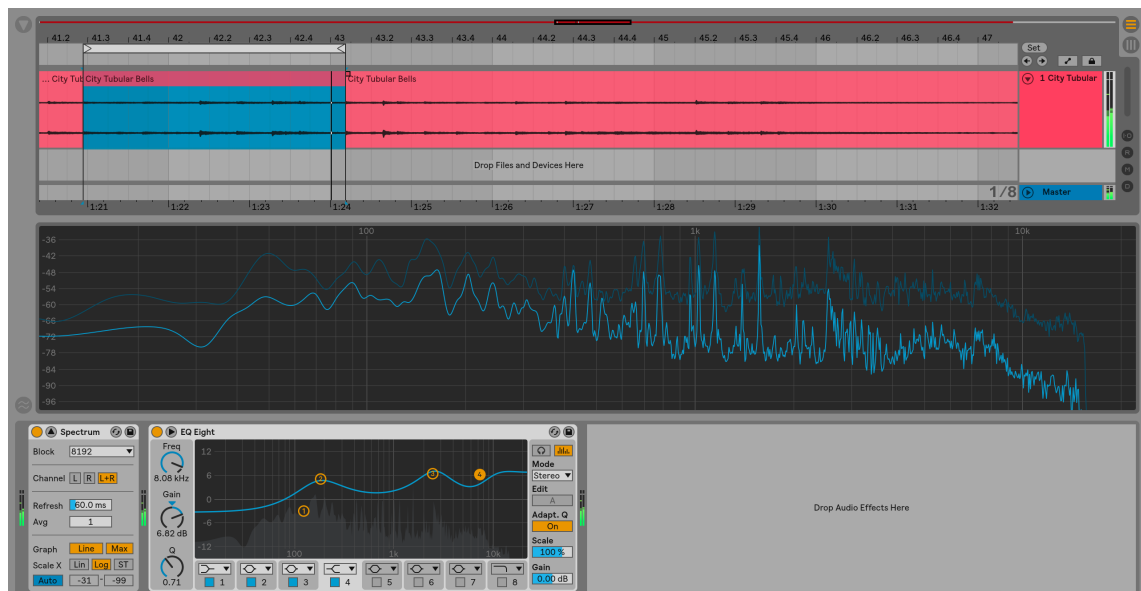 41.2 41.3 41.4 42 42.2 42.3 42.4 43 43.2 43.3 43.4 44 44.2 44.3 44.4 45 45.2 45.3 45.4 46 46.2 46.3 46.4 47
Set
... City Tub City Tubular Bells City Tubular Bells 1 City Tubular
Drop Files and Devices Here
1/8 Master
1:21 1:22 1:23 1:24 1:25 1:26 1:27 1:28 1:29 1:30 1:31 1:32
R
M
D
100 1k 10k
-36
-42
-48
-54
-60
-66
-72
-78
-84
-90
-96
Spectrum
Block 8192
Channel L R L+R
Refresh 60.0 ms
Avg 1
Graph Line Max
Scale X Lin Log ST
Auto -31 - -99
EQ Eight
Freq
8.08 kHz
Gain
6.82 dB
Q
0.71
12
6
0
-6
-12
1 2 3 4
100 1k 10k
1 2 3 4 5 6 7 8
Mode
Stereo
Edit
A
Adapt. Q
On
Scale
100 %
Gain
0.00 dB
Drop Audio Effects Here